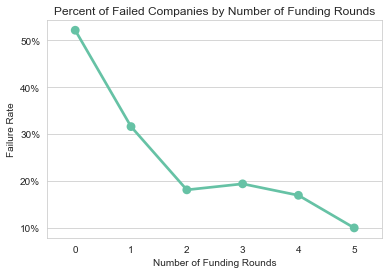 Percent of Failed Companies by Number of Funding Rounds
50%
40%
30%
20%
10%
Failure Rate
0 1 2 3 4 5
Number of Funding Rounds